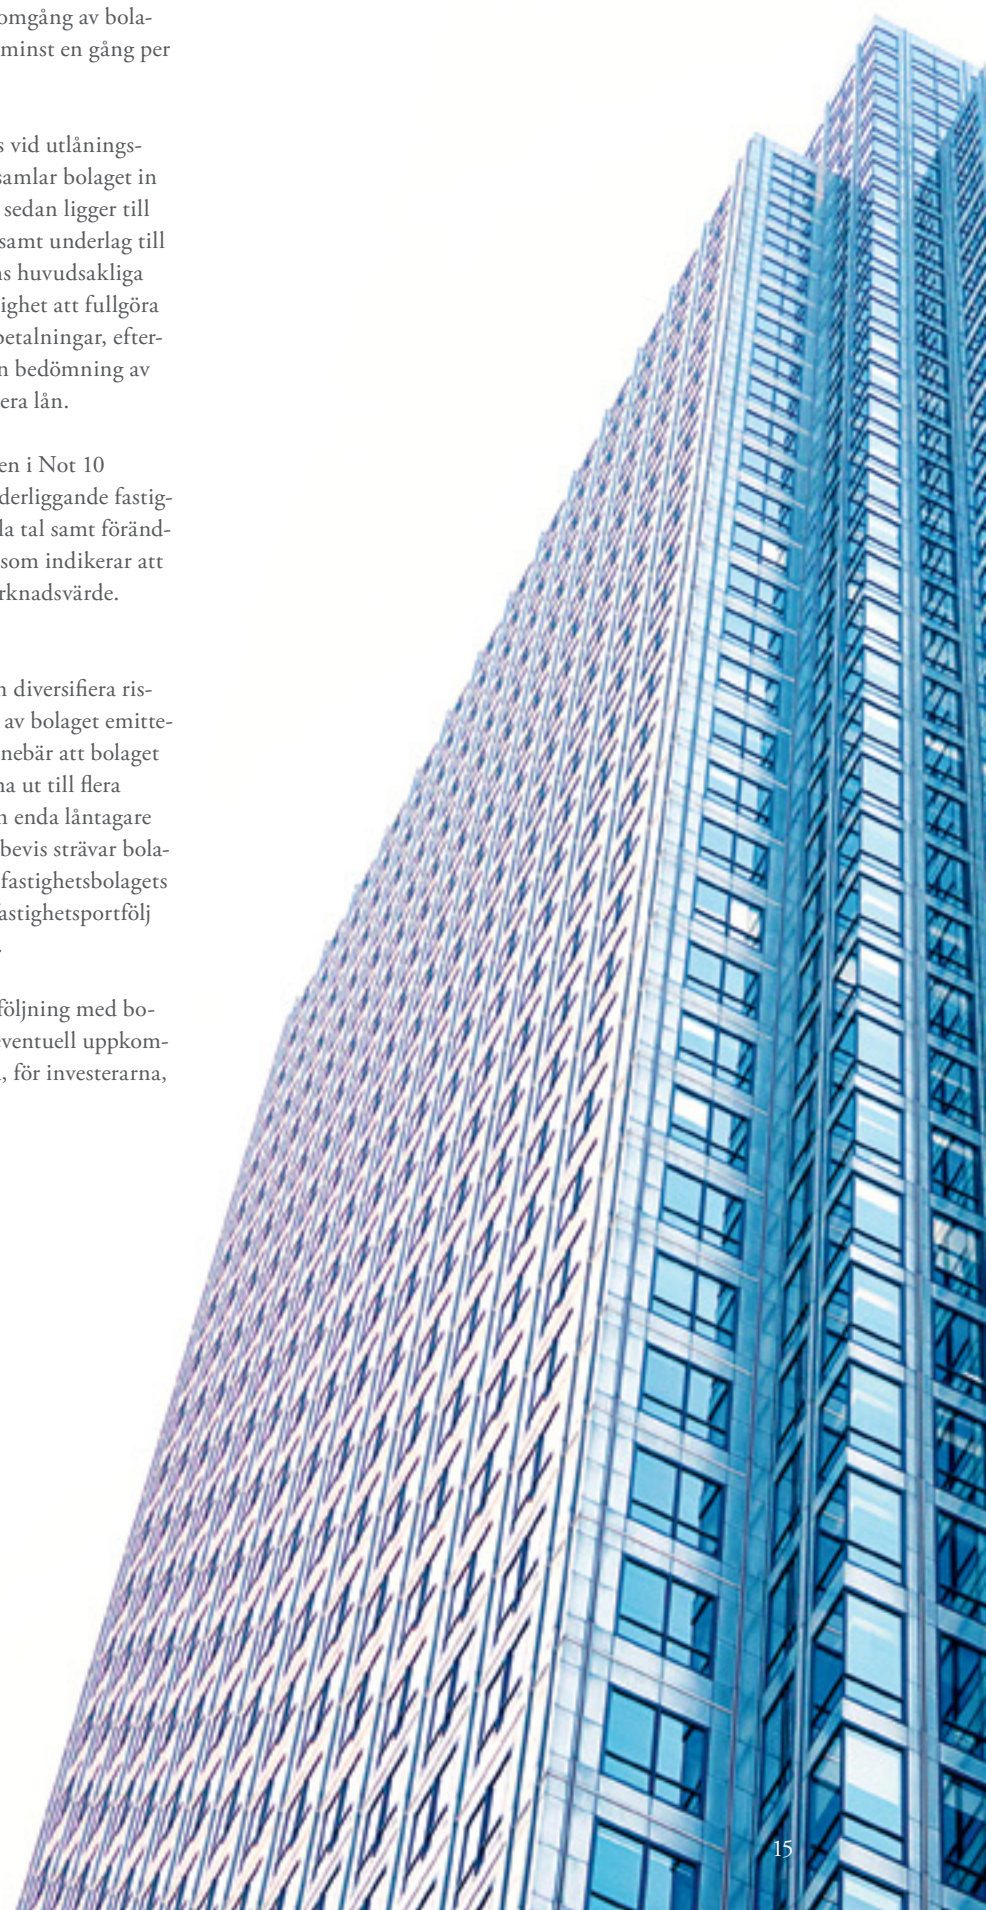 omgång av bola-
minst en gång per
s vid utlånings-
samlar bolaget in
sedan ligger till
samt underlag till
ns huvudsakliga
ighet att fullgöra
betalningar, efter-
n bedömning av
era lån.
en i Not 10
derliggande fastig-
la tal samt föränd-
som indikerar att
rknadsvärde.
n diversifiera ris-
av bolaget emitte-
nebär att bolaget
na ut till flera
n enda låntagare
bevis strävar bola-
fastighetsbolagets
astighetsportfölj
.
följning med bo-
eventuell uppkom-
, för investerarna,
15